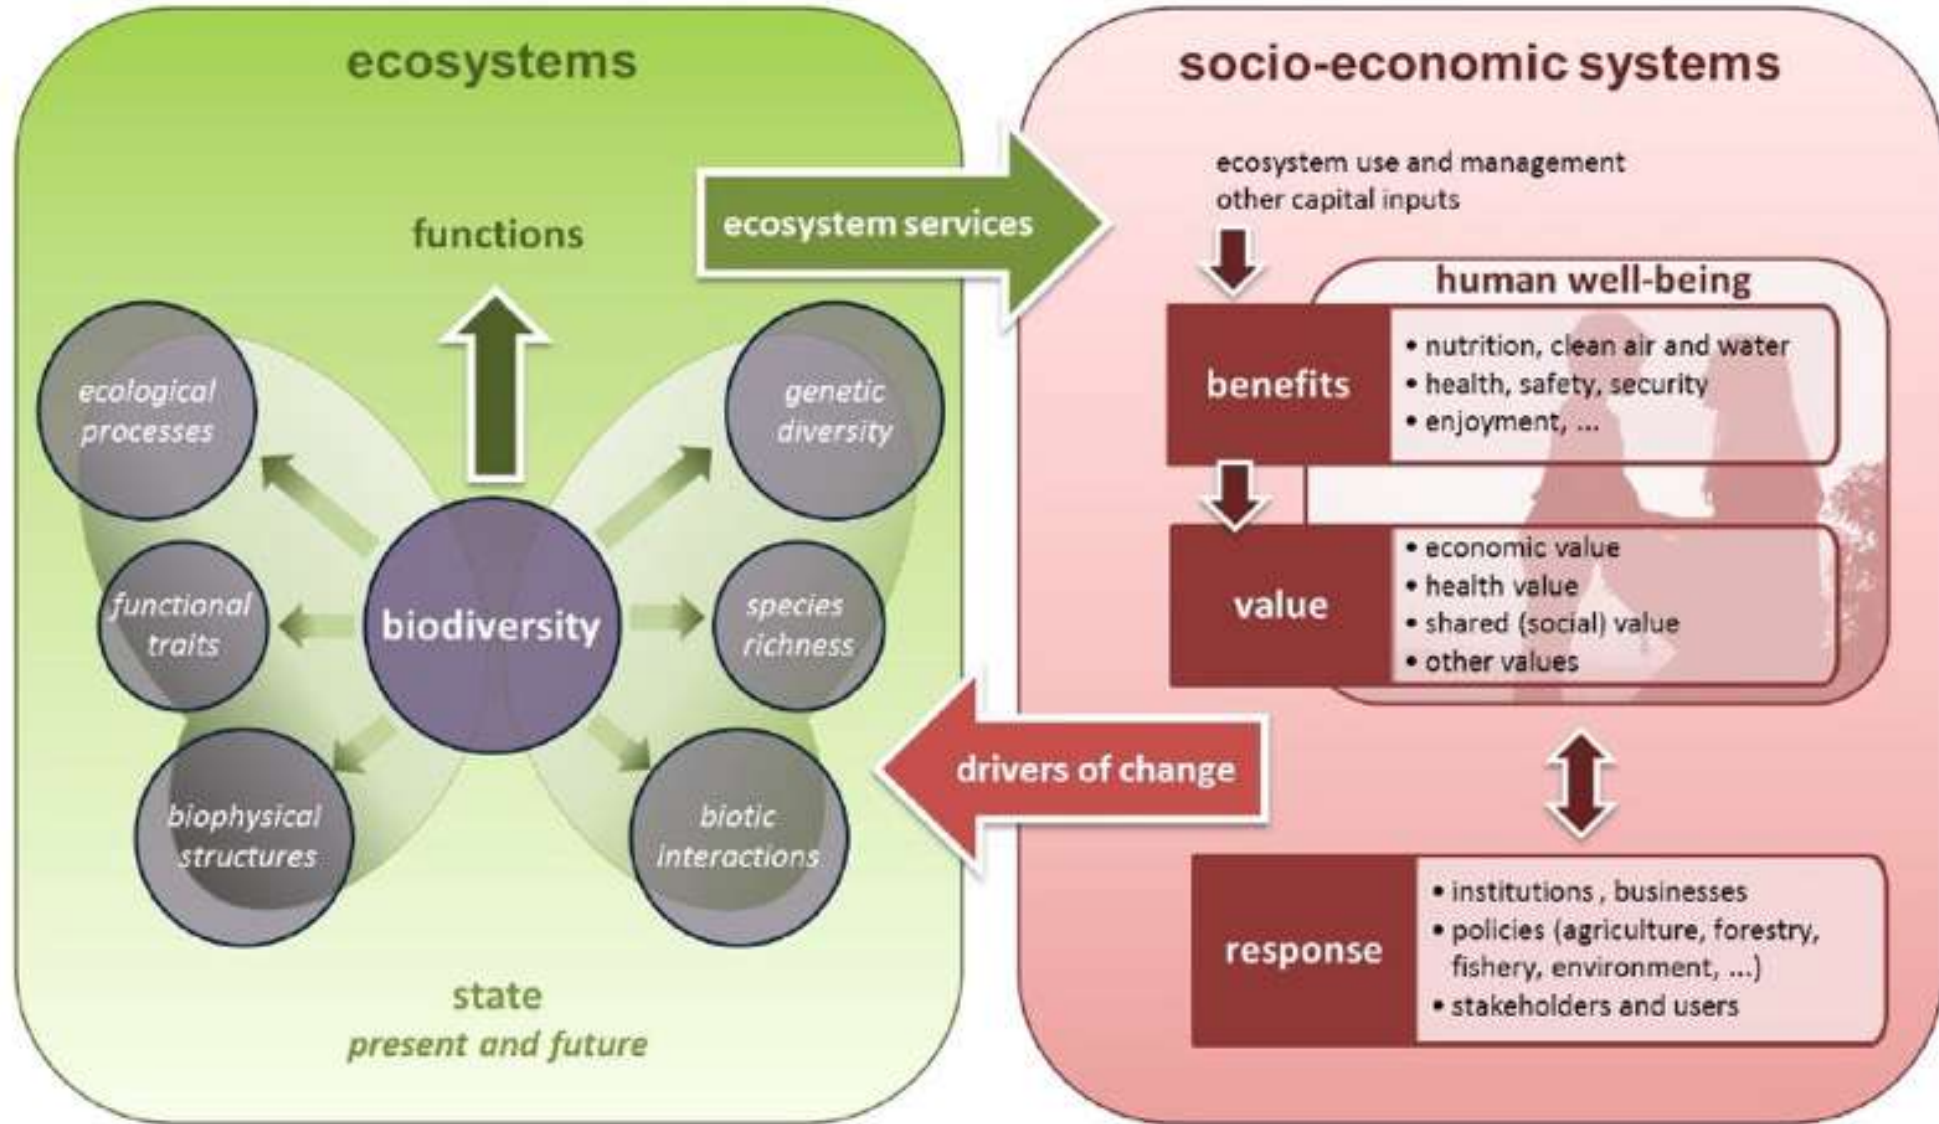 ecosystems
functions
ecosystem services
ecological
processes
genetic
diversity
functional
traits
biodiversity
species
richness
biophysical
structures
biotic
interactions
state
present and future
drivers of change
socio-economic systems
ecosystem use and management
other capital inputs
human well-being
benefits
• nutrition, clean air and water
• health, safety, security
• enjoyment, ...
value
• economic value
• health value
• shared (social) value
• other values
response
• institutions , businesses
• policies (agriculture, forestry,
fishery, environment, ...)
• stakeholders and users